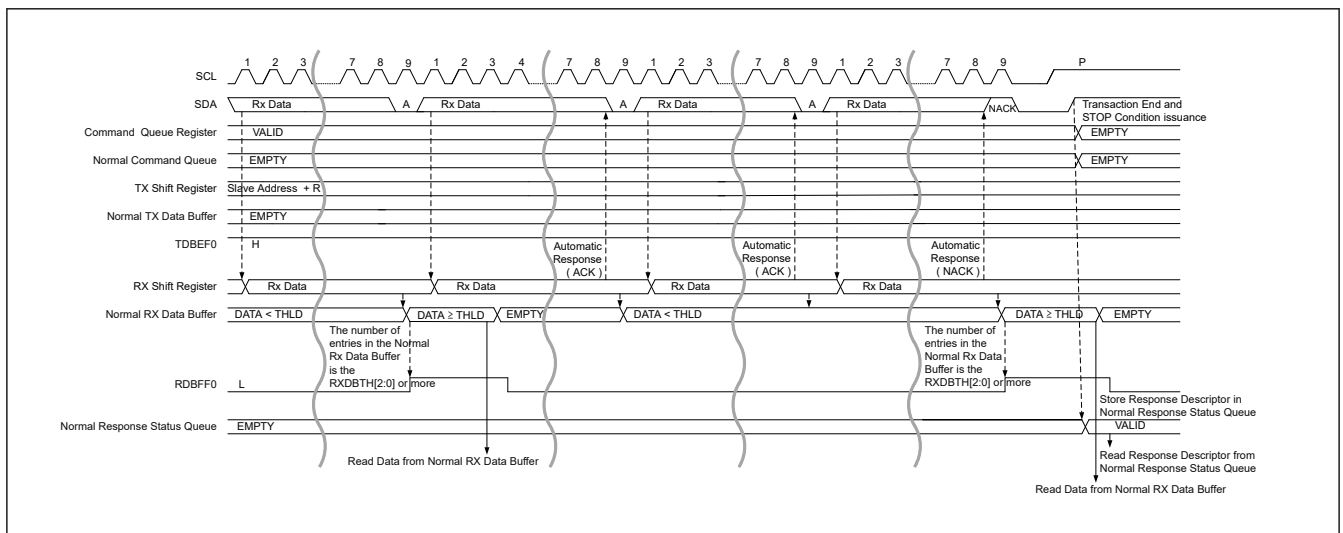 1 2 3 7 8 9 1 2 3 4 7 8 9 1 2 3 7 8 9 1 2 3 7 8 9 P
SCL
SDA Rx Data A Rx Data A Rx Data A Rx Data NACK Transaction End and
STOP Condition issuance
Command Queue Register VALID EMPTY
Normal Command Queue EMPTY EMPTY
TX Shift Register Slave Address + R
Normal TX Data Buffer EMPTY
TDBEF0 H
Automatic
Response
( ACK )
Automatic
Response
( ACK )
Automatic
Response
( NACK )
RX Shift Register Rx Data Rx Data Rx Data Rx Data
Normal RX Data Buffer DATA < THLD DATA ≥ THLD EMPTY DATA < THLD DATA ≥ THLD EMPTY
The number of
entries in the Normal
Rx Data Buffer
is the
RXDBTH[2:0] or more
The number of
entries in the
Normal Rx Data
Buffer is the
RXDBTH[2:0] or more
RDBFF0 L
Store Response Descriptor in
Normal Response Status Queue
Normal Response Status Queue EMPTY VALID
Read Data from Normal RX Data Buffer
Read Response Descriptor from
Normal Response Status Queue
Read Data from Normal RX Data Buffer